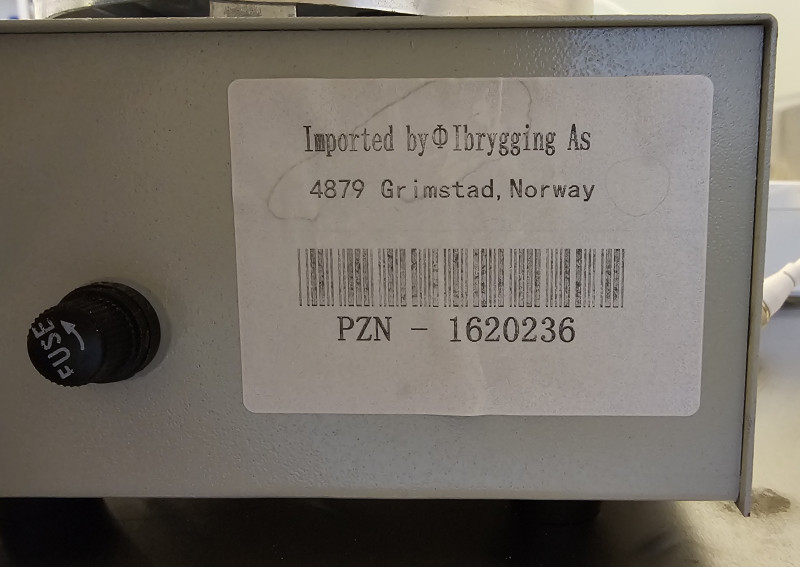 Imported byΦIbrygging As
4879 Grimstad,Norway
PZN - 1620236
FUSE